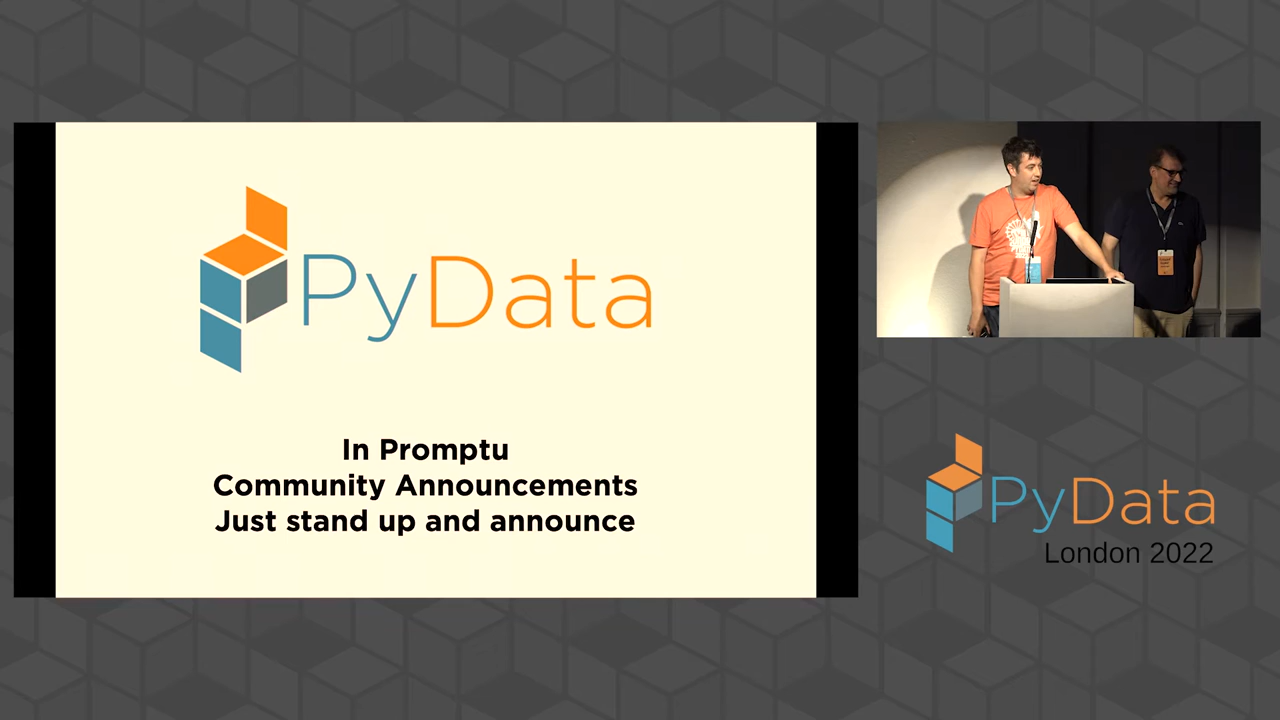 PyData
In Promptu
Community Announcements
Just stand up and announce
PyData
London 2022